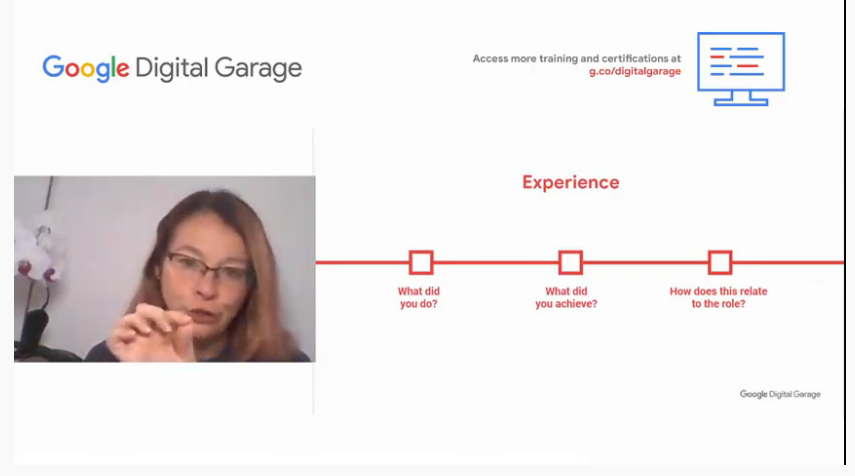 Google Digital Garage
Access more training and certifications at
g.co/digitalgarage
Experience
What did
you do?
What did
you achieve?
How does this relate
to the role?
Google Digital Garage